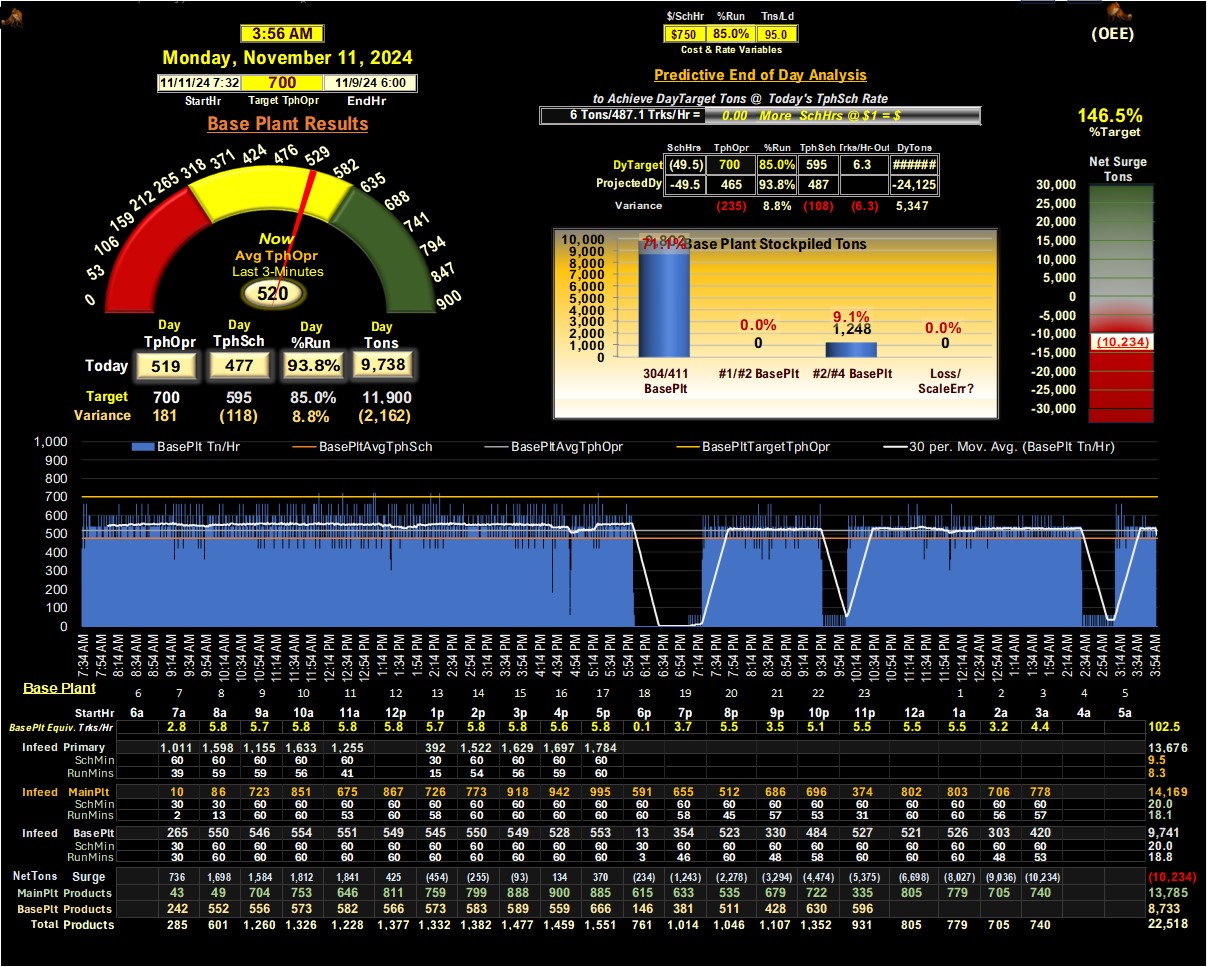 $/SchHr %Run Tns/Ld
$750 85.0% 95.0
Cost & Rate Variables
(OEE)
3:56 AM
Monday, November 11, 2024
11/11/24 7:32 700 11/9/24 6:00
StartHr Target TphOpr EndHr
Base Plant Results
Predictive End of Day Analysis
to Achieve DayTarget Tons @ Today's TphSch Rate
6 Tons/487.1 Trks/Hr = 0.00 More SchHrs @ $1 = $
146.5%
%Target
SchHrs TphOpr %Run TphSch Trks/Hr-Out DyTons
DyTarget (49.5) 700 85.0% 595 6.3 ######
ProjectedDy -49.5 465 93.8% 487 -24,125
Variance (235) 8.8% (108) (6.3) 5,347
Net Surge
Tons
30,000
25,000
20,000
15,000
10,000
5,000
0
-5,000
-10,000
(10,234)
-15,000
-20,000
-25,000
-30,000
0 53 106 159 212 265 318 371 424 476 529 582 635 688 741 794 847 900
Now
Avg TphOpr
Last 3-Minutes
520
Day Day Day Day
TphOpr TphSch %Run Tons
Today 519 477 93.8% 9,738
Target 700 595 85.0% 11,900
Variance 181 (118) 8.8% (2,162)
Base Plant Stockpiled Tons
10,000
9,000
8,000
7,000
6,000
5,000
4,000
3,000
2,000
1,000
0
71.1% 0.0% 9.1% 0.0%
0 1,248 0
304/411 #1/#2 BasePlt #2/#4 BasePlt Loss/
BasePlt ScaleErr?
BasePlt Tn/Hr BasePltAvgTphSch BasePltAvgTphOpr BasePltTargetTphOpr 30 per. Mov. Avg. (BasePlt Tn/Hr)
1,000
900
800
700
600
500
400
300
200
100
0
7:34 AM 7:54 AM 8:14 AM 8:34 AM 8:54 AM 9:14 AM 9:34 AM 9:54 AM 10:14 AM 10:34 AM 10:54 AM 11:14 AM 11:34 AM 11:54 AM 12:14 PM 12:34 PM 12:54 PM 1:14 PM 1:34 PM 1:54 PM 2:14 PM 2:34 PM 2:54 PM 3:14 PM 3:34 PM 3:54 PM 4:14 PM 4:34 PM 4:54 PM 5:14 PM 5:34 PM 5:54 PM 6:14 PM 6:34 PM 6:54 PM 7:14 PM 7:34 PM 7:54 PM 8:14 PM 8:34 PM 8:54 PM 9:14 PM 9:34 PM 9:54 PM 10:14 PM 10:34 PM 10:54 PM 11:14 PM 11:34 PM 11:54 PM 12:14 AM 12:34 AM 12:54 AM 1:14 AM 1:34 AM 1:54 AM 2:14 AM 2:34 AM 2:54 AM 3:14 AM 3:34 AM 3:54 AM
Base Plant 6 7 8 9 10 11 12 13 14 15 16 17 18 19 20 21 22 23 1 2 3 4 5
StartHr 6a 7a 8a 9a 10a 11a 12p 1p 2p 3p 4p 5p 6p 7p 8p 9p 10p 11p 12a 1a 2a 3a 4a 5a
BasePlt Equiv. Trks/Hr 2.8 5.8 5.7 5.8 5.8 5.8 5.7 5.8 5.8 5.6 5.8 0.1 3.7 5.5 3.5 5.1 5.5 5.5 5.5 3.2 4.4 102.5
Infeed Primary 1,011 1,598 1,155 1,633 1,255 392 1,522 1,629 1,697 1,784 13,676
SchMin 60 60 60 60 60 30 60 60 60 60 9.5
RunMins 39 59 59 56 41 15 54 56 59 60 8.3
Infeed MainPlt 10 86 723 851 675 867 726 773 918 942 995 591 655 512 686 696 374 802 803 706 778 14,169
SchMin 30 30 60 60 60 60 60 60 60 60 60 60 60 60 60 60 60 60 60 60 60 20.0
RunMins 2 13 60 60 53 60 58 60 60 60 60 60 58 45 57 53 31 60 60 56 57 18.1
Infeed BasePlt 265 550 546 554 551 549 545 550 549 528 553 13 354 523 330 484 527 521 526 303 420 9,741
SchMin 30 60 60 60 60 60 60 60 60 60 60 30 60 60 60 60 60 60 60 60 60 20.0
RunMins 30 60 60 60 60 60 60 60 60 60 60 3 46 60 48 58 60 60 60 48 53 18.8
NetTons Surge 736 1,698 1,584 1,812 1,841 425 (454) (255) (93) 134 370 (234) (1,243) (2,278) (3,294) (4,474) (5,375) (6,698) (8,027) (9,036) (10,234) (10,234)
MainPlt Products 43 49 704 753 646 811 759 799 888 900 885 615 633 535 679 722 335 805 779 705 740 13,785
BasePlt Products 242 552 556 573 582 566 573 583 589 559 666 146 381 511 428 630 596 8,733
Total Products 285 601 1,260 1,326 1,228 1,377 1,332 1,382 1,477 1,459 1,551 761 1,014 1,046 1,107 1,352 931 805 779 705 740 22,518